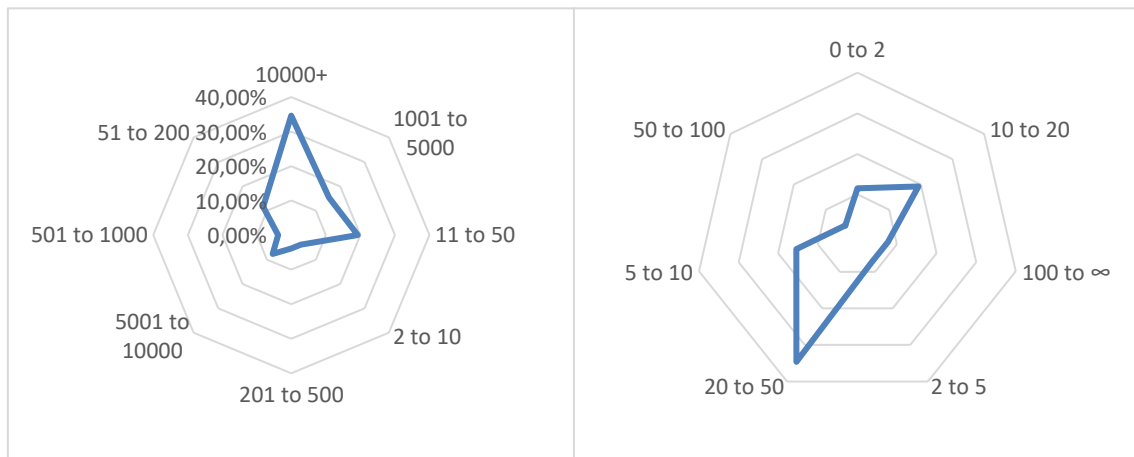 10000+
40,00%
1001 to
5000
51 to 200
30,00%
20,00%
10,00%
501 to 1000
0,00%
11 to 50
5001 to
10000
2 to 10
201 to 500
0 to 2
50 to 100
10 to 20
5 to 10
100 to ∞
20 to 50
2 to 5